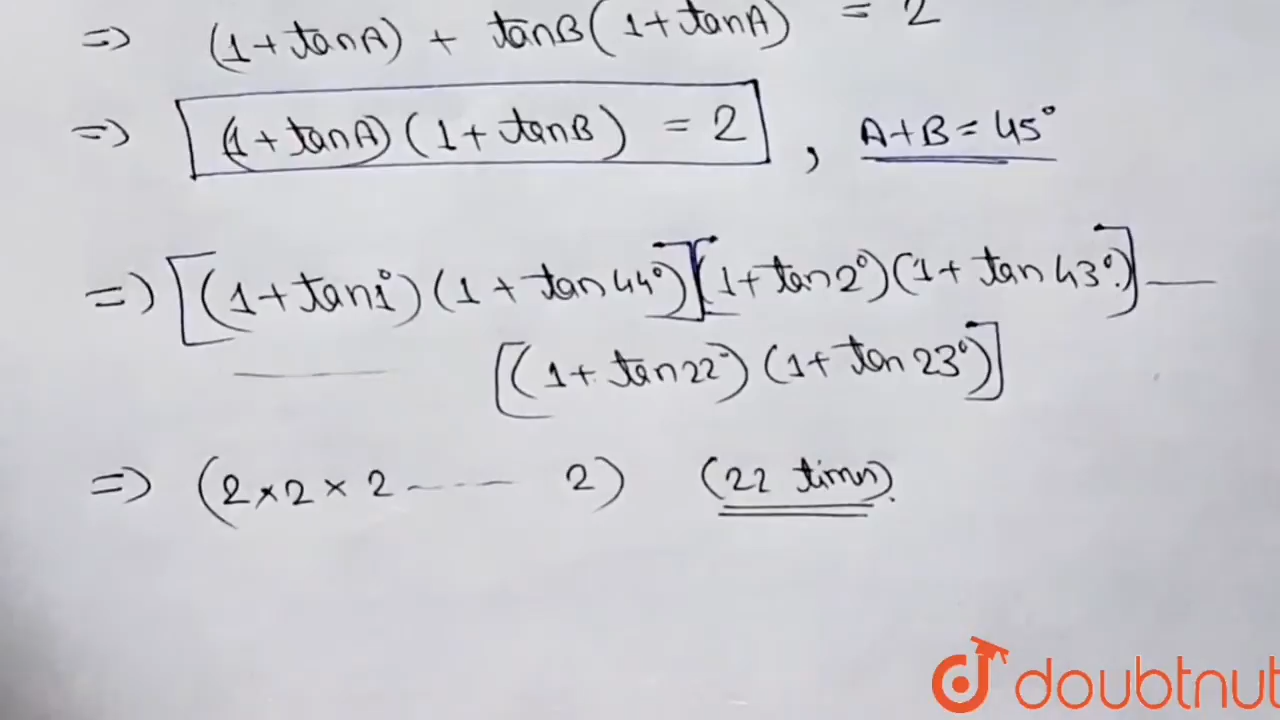 => (1+tanA) + tanB(1+tanA) = 2
=> (1+tanA)(1+tanB) = 2 , A+B=45°
=> [(1+tan1°)(1+tan44°)][(1+tan2°)(1+tan43°)] ——
—— [(1+tan22°)(1+tan23°)]
=> (2×2×2 ------ 2) (22 times).
doubtnut